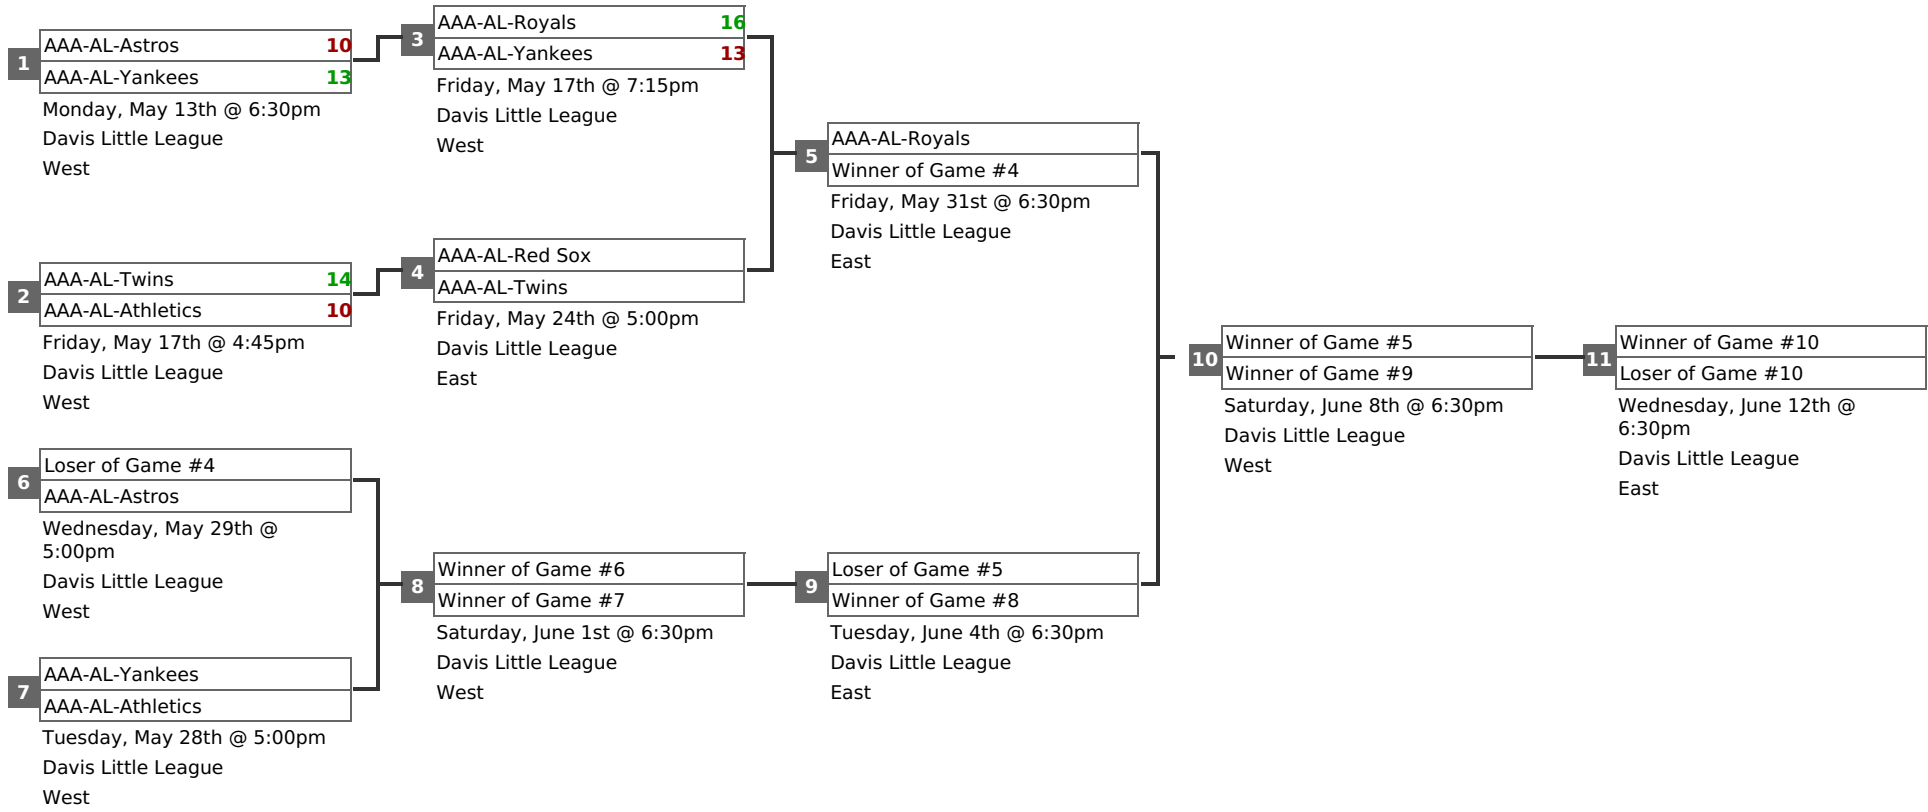 1
AAA-AL-Astros 10
AAA-AL-Yankees 13
Monday, May 13th @ 6:30pm
Davis Little League
West
2
AAA-AL-Twins 14
AAA-AL-Athletics 10
Friday, May 17th @ 4:45pm
Davis Little League
West
6
Loser of Game #4
AAA-AL-Astros
Wednesday, May 29th @
5:00pm
Davis Little League
West
7
AAA-AL-Yankees
AAA-AL-Athletics
Tuesday, May 28th @ 5:00pm
Davis Little League
West
3
AAA-AL-Royals 16
AAA-AL-Yankees 13
Friday, May 17th @ 7:15pm
Davis Little League
West
4
AAA-AL-Red Sox
AAA-AL-Twins
Friday, May 24th @ 5:00pm
Davis Little League
East
8
Winner of Game #6
Winner of Game #7
Saturday, June 1st @ 6:30pm
Davis Little League
West
5
AAA-AL-Royals
Winner of Game #4
Friday, May 31st @ 6:30pm
Davis Little League
East
9
Loser of Game #5
Winner of Game #8
Tuesday, June 4th @ 6:30pm
Davis Little League
East
10
Winner of Game #5
Winner of Game #9
Saturday, June 8th @ 6:30pm
Davis Little League
West
11
Winner of Game #10
Loser of Game #10
Wednesday, June 12th @
6:30pm
Davis Little League
East